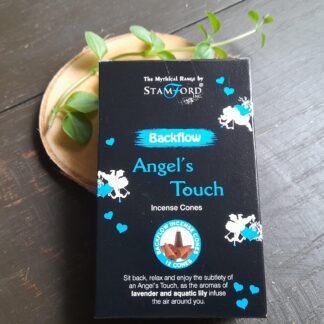 The Mythical Range by
STAMFORD®
Backflow
Angel's
Touch
Incense Cones
BACKFLOW INCENSE CONES
12 CONES
Sit back, relax and enjoy the subtlety of
an Angel's Touch, as the aromas of
lavender and aquatic lily infuse
the air around you.